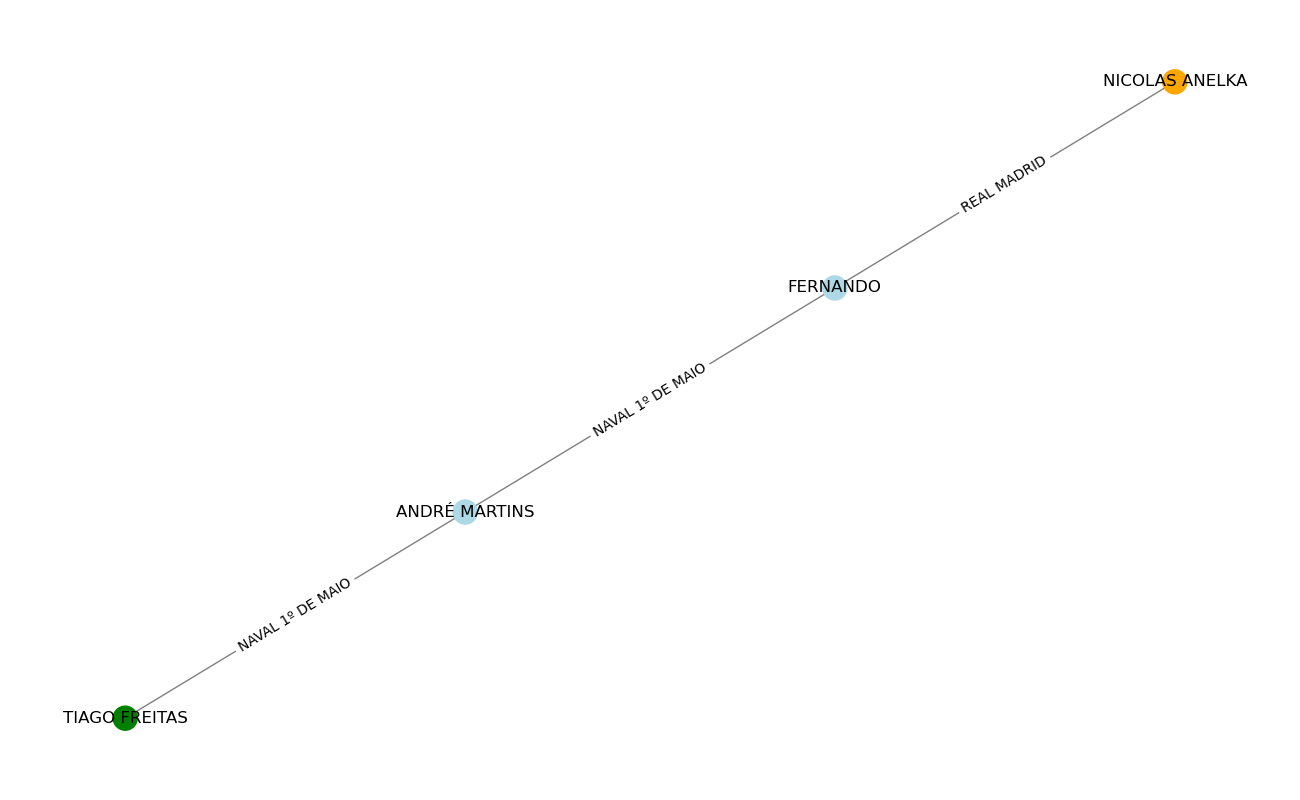 NICOLAS ANELKA
REAL MADRID
FERNANDO
NAVAL 1º DE MAIO
ANDRÉ MARTINS
NAVAL 1º DE MAIO
TIAGO FREITAS